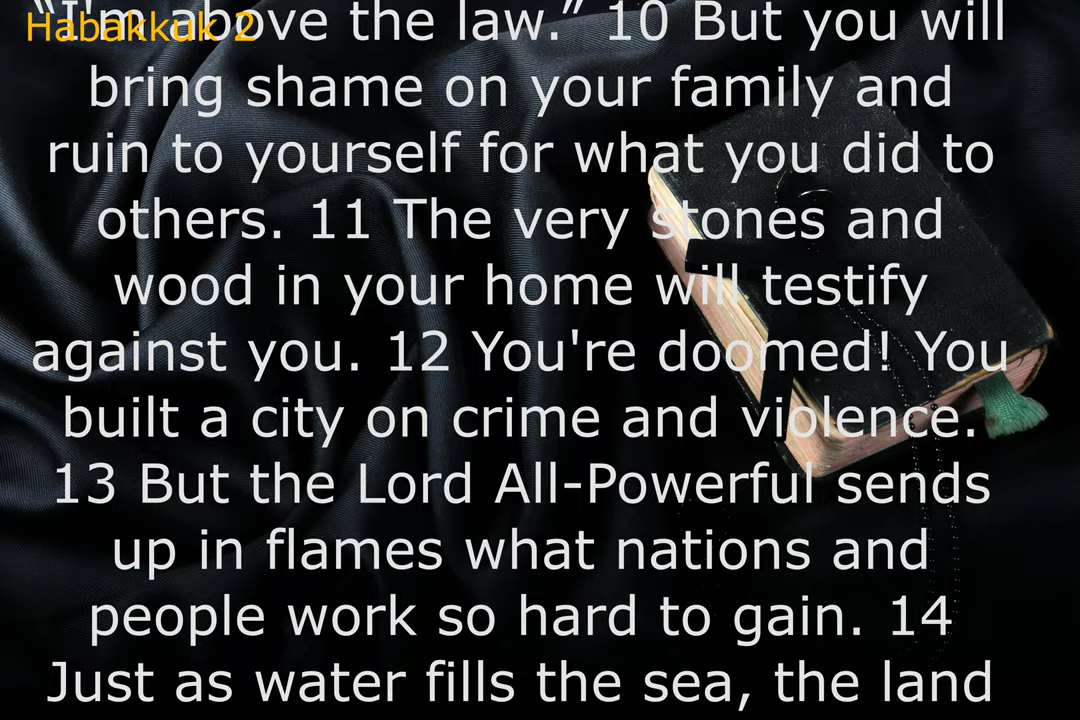 Habakkuk 2
“I'm above the law.” 10 But you will
bring shame on your family and
ruin to yourself for what you did to
others. 11 The very stones and
wood in your home will testify
against you. 12 You're doomed! You
built a city on crime and violence.
13 But the Lord All-Powerful sends
up in flames what nations and
people work so hard to gain. 14
Just as water fills the sea, the land